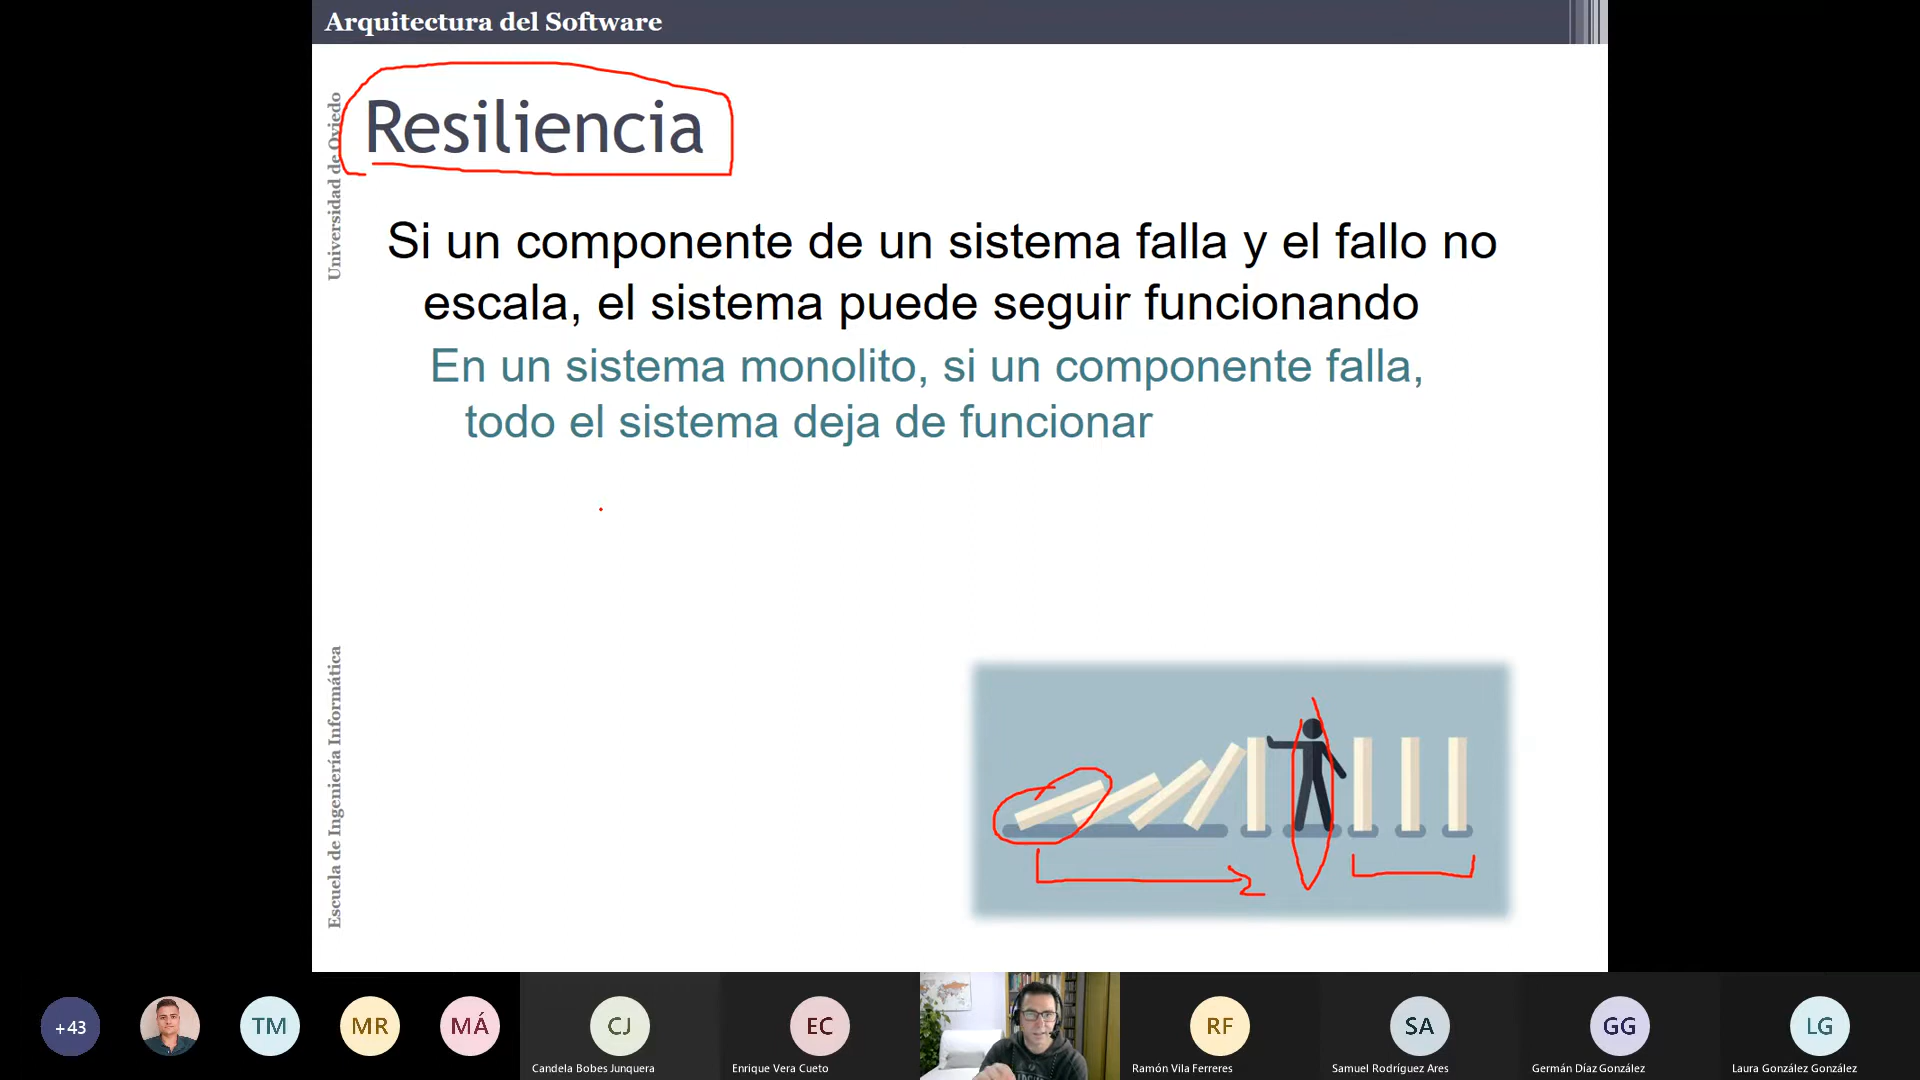 Arquitectura del Software
Universidad de Oviedo
Resiliencia
Si un componente de un sistema falla y el fallo no
escala, el sistema puede seguir funcionando
En un sistema monolito, si un componente falla,
todo el sistema deja de funcionar
Escuela de Ingeniería Informática
+43
TM
MR
MÁ
CJ
EC
RF
SA
GG
LG
Candela Bobes Junquera
Enrique Vera Cueto
Ramón Vila Ferreres
Samuel Rodríguez Ares
Germán Díaz González
Laura González González